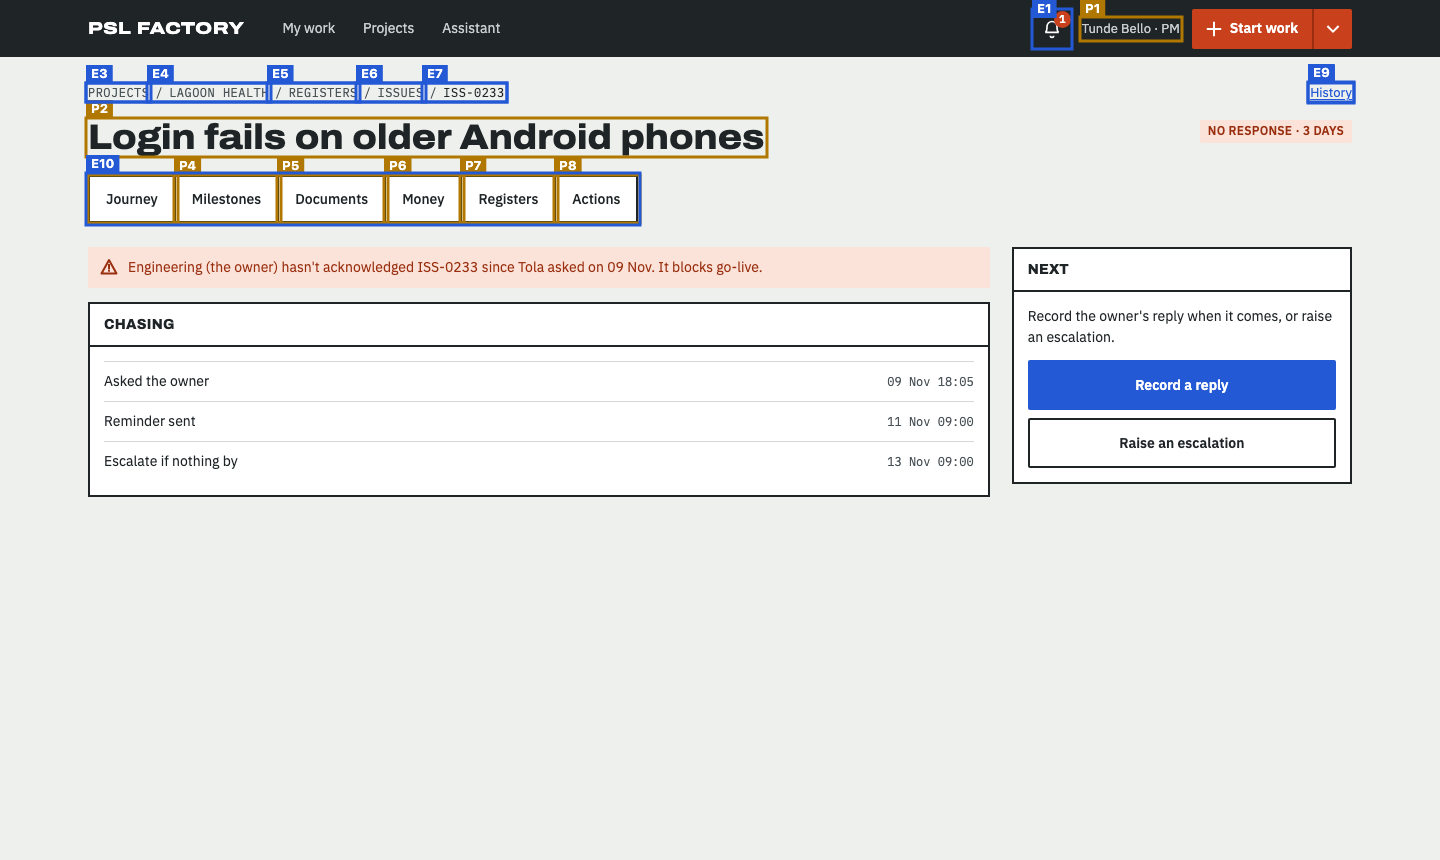 PSL FACTORY
My work
Projects
Assistant
E1
1
P1
Tunde Bello · PM
Start work
E3
E4
E5
E6
E7
E9
PROJECTS / LAGOON HEALTH / REGISTERS / ISSUES / ISS-0233
History
P2
Login fails on older Android phones
NO RESPONSE · 3 DAYS
E10
P4
P5
P6
P7
P8
Journey
Milestones
Documents
Money
Registers
Actions
Engineering (the owner) hasn't acknowledged ISS-0233 since Tola asked on 09 Nov. It blocks go-live.
CHASING
Asked the owner 09 Nov 18:05
Reminder sent 11 Nov 09:00
Escalate if nothing by 13 Nov 09:00
NEXT
Record the owner's reply when it comes, or raise
an escalation.
Record a reply
Raise an escalation